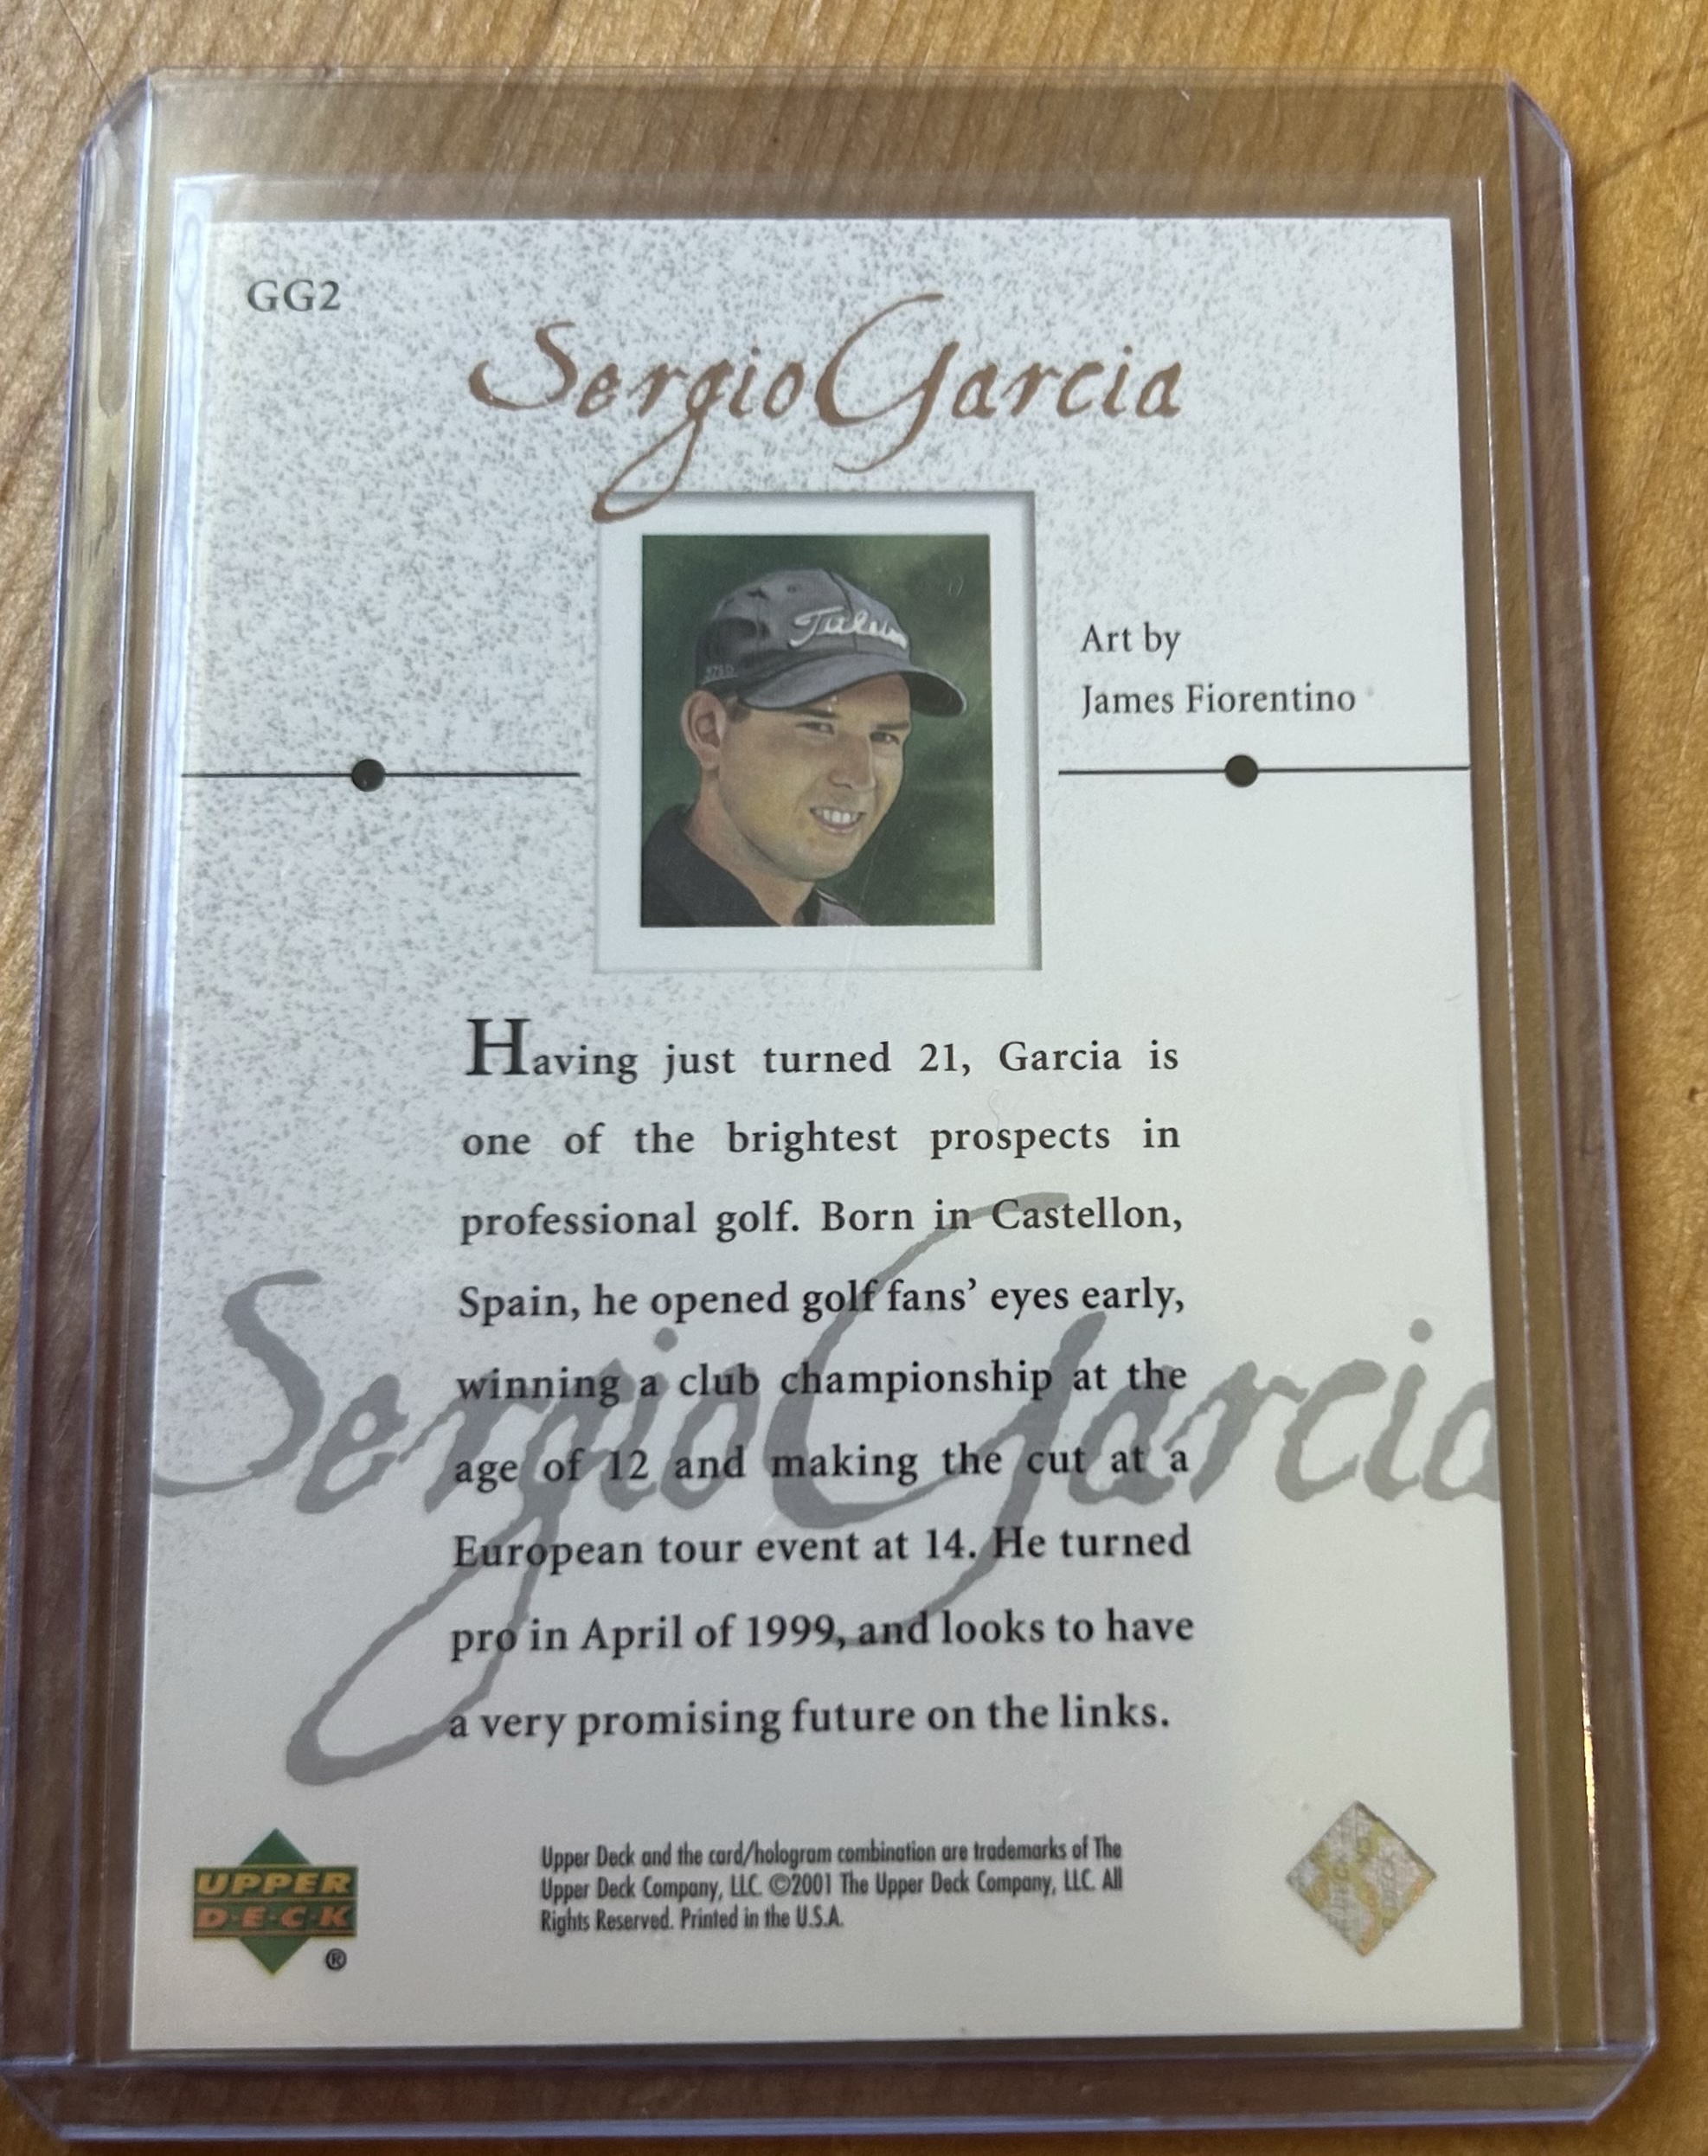 GG2
Sergio Garcia
Art by
James Fiorentino
Having just turned 21, Garcia is
one of the brightest prospects in
professional golf. Born in Castellon,
Spain, he opened golf fans’ eyes early,
winning a club championship at the
age of 12 and making the cut at a
European tour event at 14. He turned
pro in April of 1999, and looks to have
a very promising future on the links.
Sergio Garcia
UPPER
D·E·C·K
®
Upper Deck and the card/hologram combination are trademarks of The
Upper Deck Company, LLC. ©2001 The Upper Deck Company, LLC. All
Rights Reserved. Printed in the U.S.A.